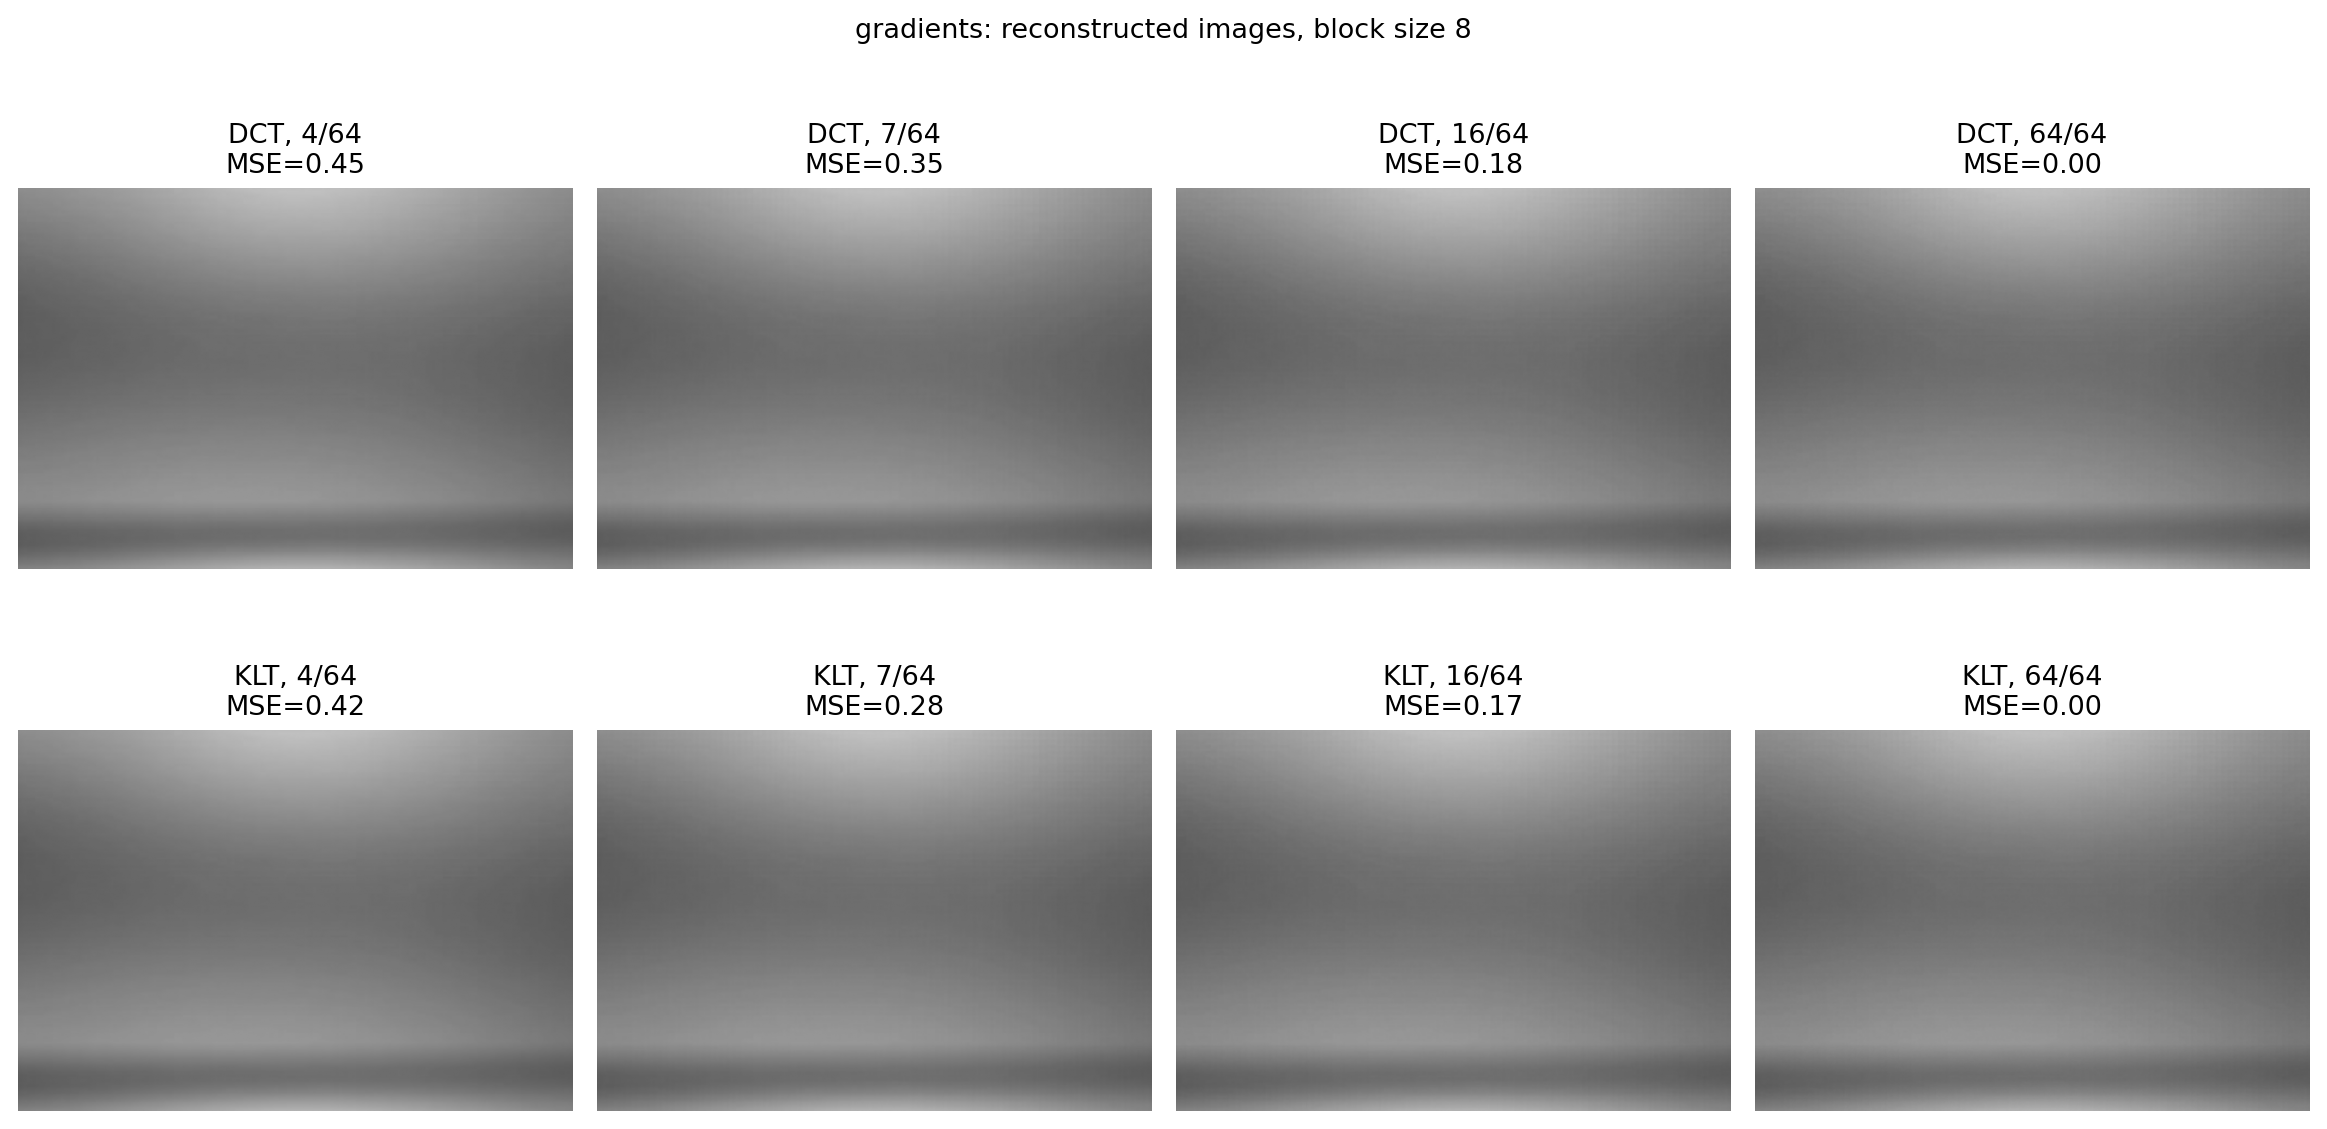 gradients: reconstructed images, block size 8
DCT, 4/64
MSE=0.45
DCT, 7/64
MSE=0.35
DCT, 16/64
MSE=0.18
DCT, 64/64
MSE=0.00
KLT, 4/64
MSE=0.42
KLT, 7/64
MSE=0.28
KLT, 16/64
MSE=0.17
KLT, 64/64
MSE=0.00